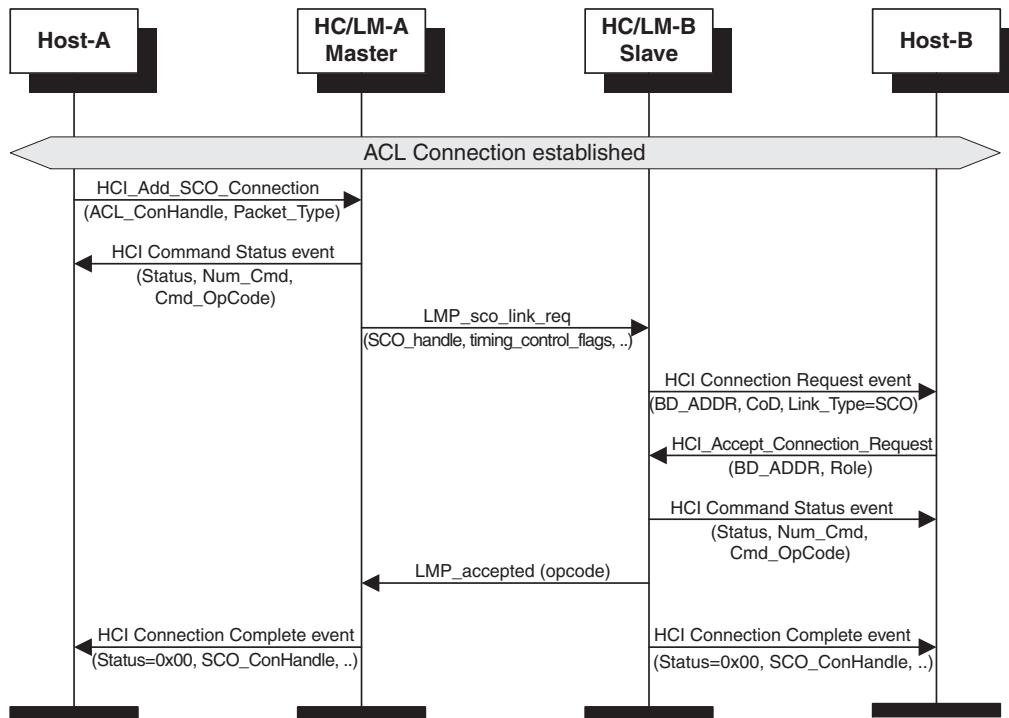 Host-A
HC/LM-A
Master
HC/LM-B
Slave
Host-B
ACL Connection established
HCI_Add_SCO_Connection
(ACL_ConHandle, Packet_Type)
HCI Command Status event
(Status, Num_Cmd,
Cmd_OpCode)
LMP_sco_link_req
(SCO_handle, timing_control_flags, ..)
HCI Connection Request event
(BD_ADDR, CoD, Link_Type=SCO)
HCI_Accept_Connection_Request
(BD_ADDR, Role)
HCI Command Status event
(Status, Num_Cmd,
Cmd_OpCode)
LMP_accepted (opcode)
HCI Connection Complete event
(Status=0x00, SCO_ConHandle, ..)
HCI Connection Complete event
(Status=0x00, SCO_ConHandle, ..)